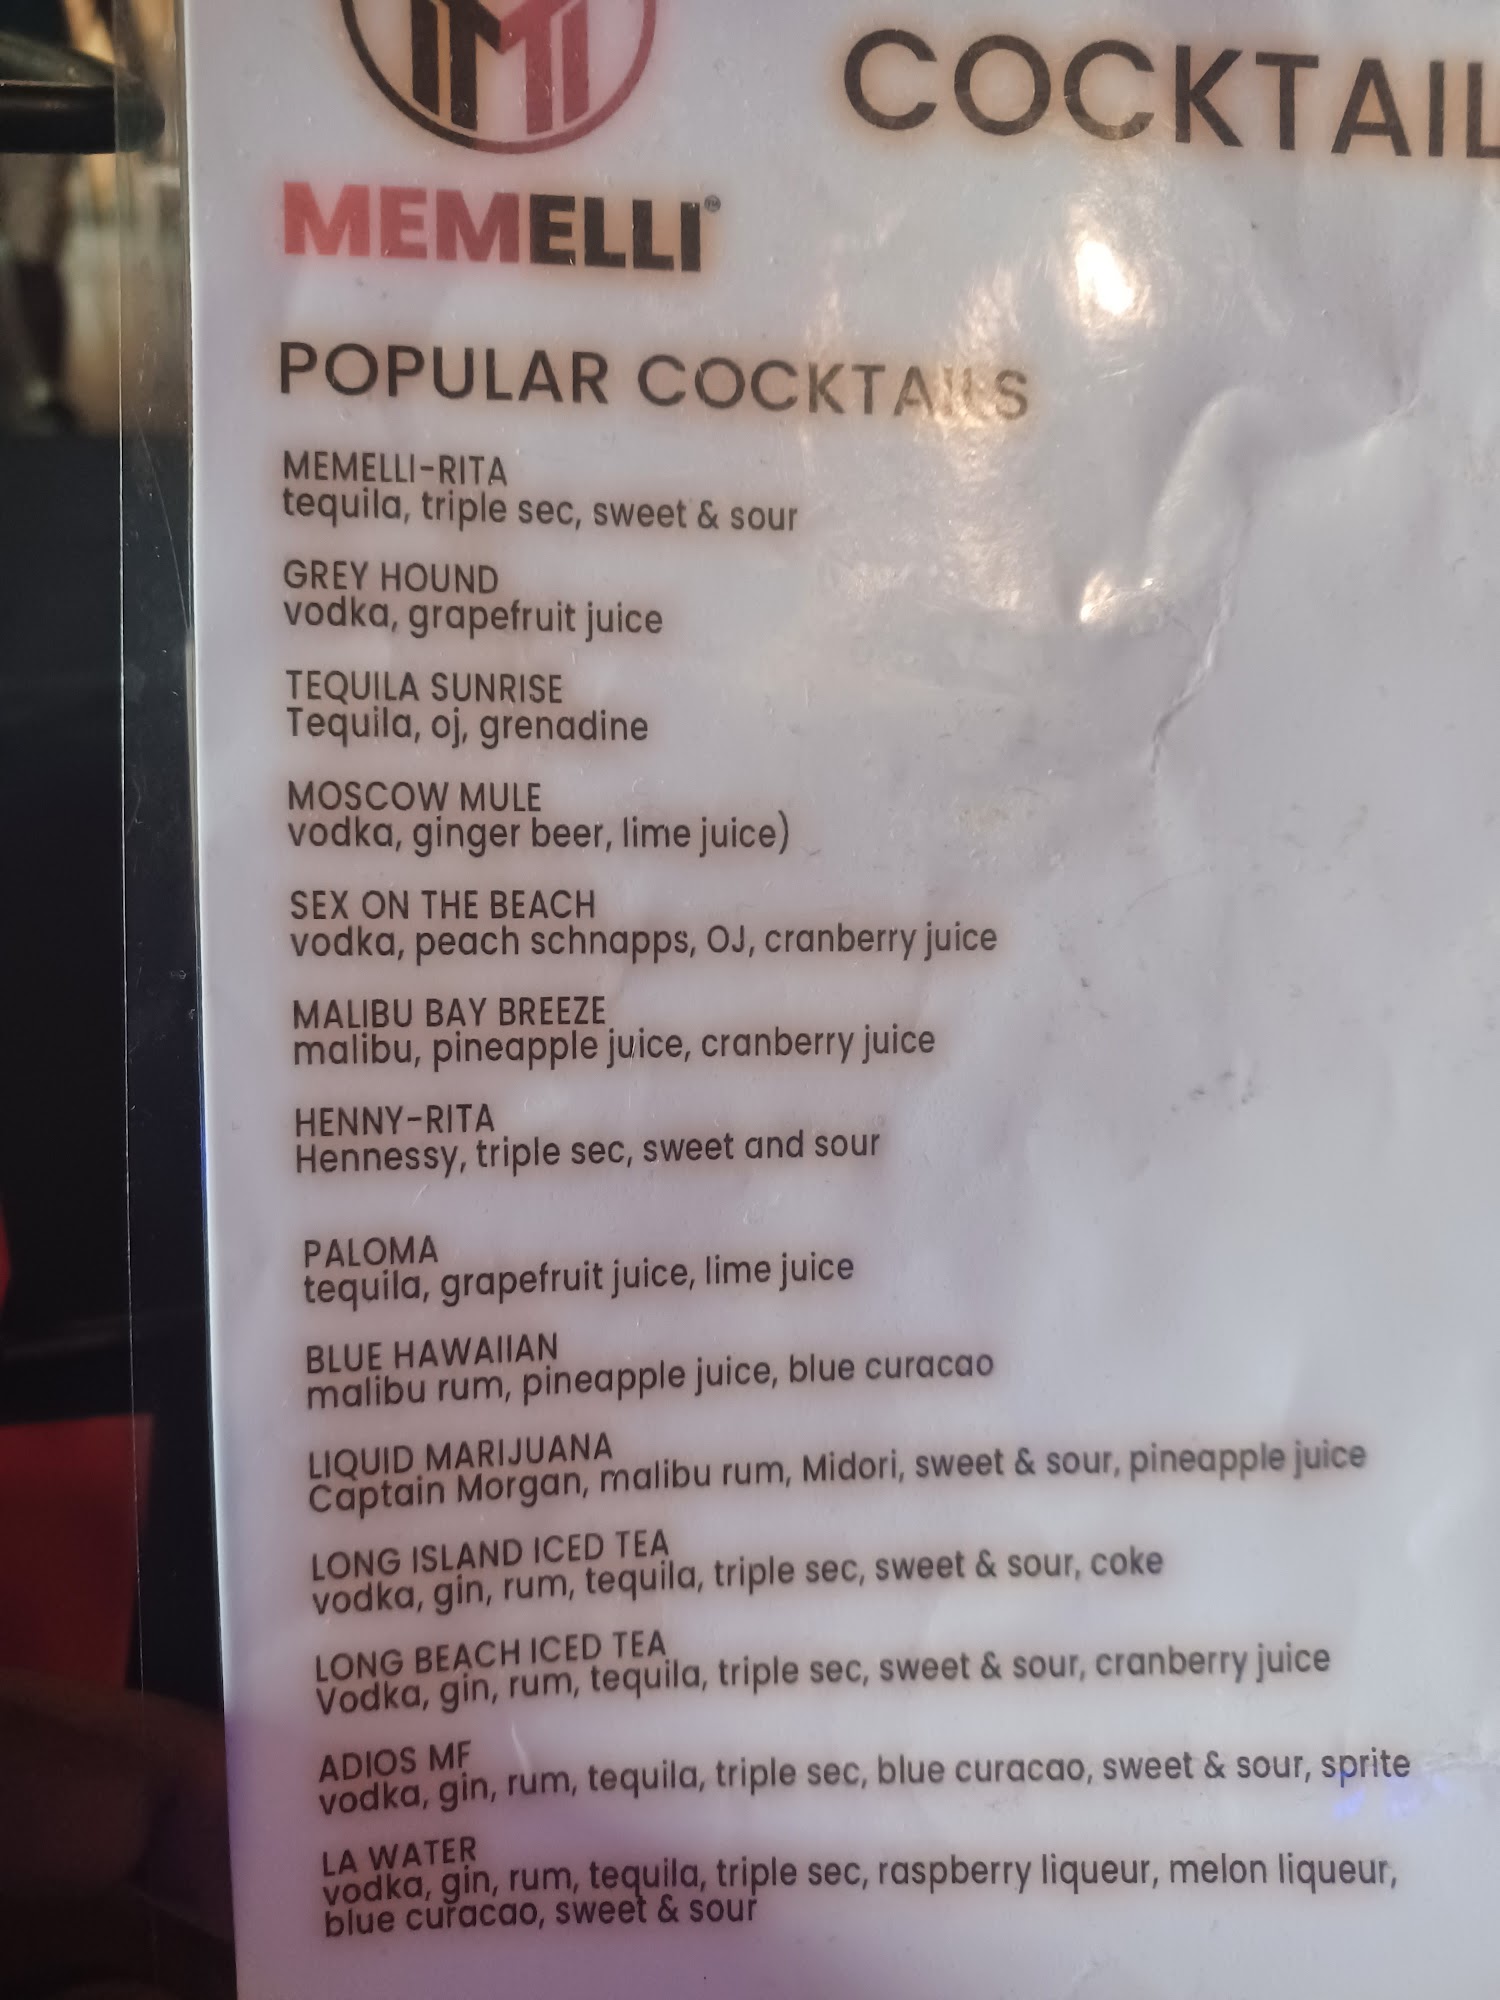 COCKTAIL
MEMELLI™
POPULAR COCKTAILS
MEMELLI-RITA
tequila, triple sec, sweet & sour
GREY HOUND
vodka, grapefruit juice
TEQUILA SUNRISE
Tequila, oj, grenadine
MOSCOW MULE
vodka, ginger beer, lime juice)
SEX ON THE BEACH
vodka, peach schnapps, OJ, cranberry juice
MALIBU BAY BREEZE
malibu, pineapple juice, cranberry juice
HENNY-RITA
Hennessy, triple sec, sweet and sour
PALOMA
tequila, grapefruit juice, lime juice
BLUE HAWAIIAN
malibu rum, pineapple juice, blue curacao
LIQUID MARIJUANA
Captain Morgan, malibu rum, Midori, sweet & sour, pineapple juice
LONG ISLAND ICED TEA
vodka, gin, rum, tequila, triple sec, sweet & sour, coke
LONG BEACH ICED TEA
Vodka, gin, rum, tequila, triple sec, sweet & sour, cranberry juice
ADIOS MF
vodka, gin, rum, tequila, triple sec, blue curacao, sweet & sour, sprite
LA WATER
vodka, gin, rum, tequila, triple sec, raspberry liqueur, melon liqueur,
blue curacao, sweet & sour